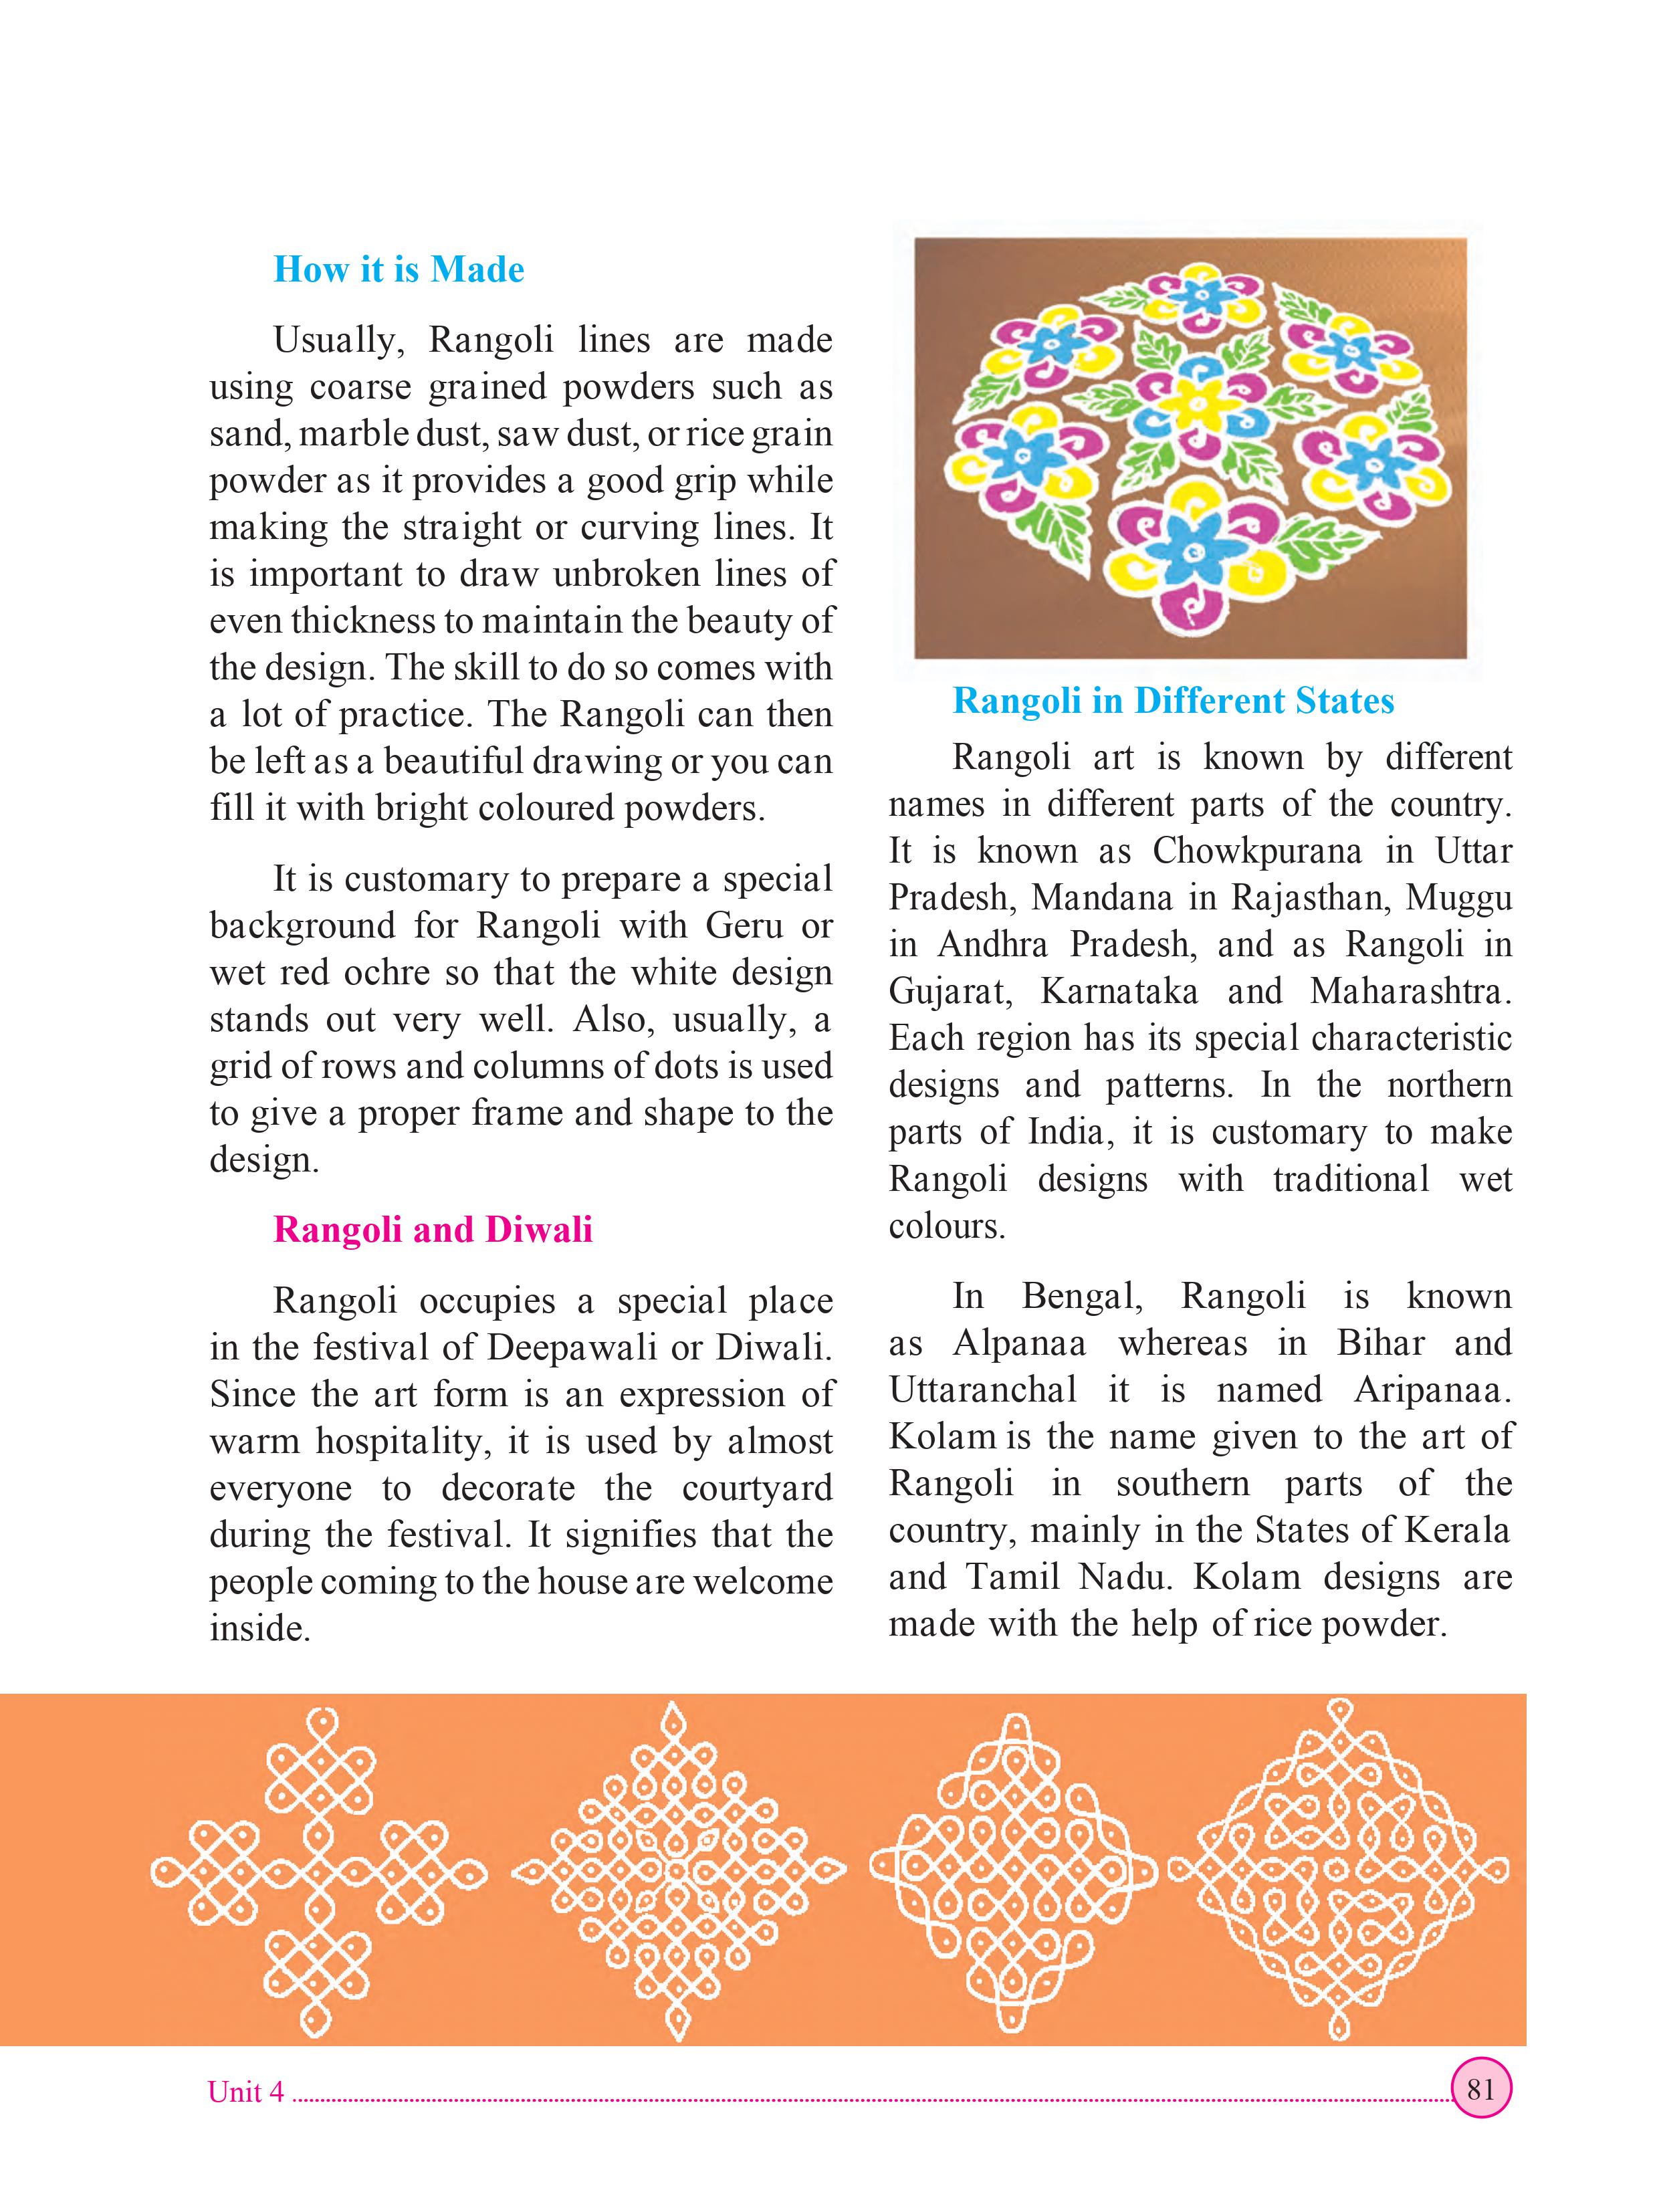 How it is Made
Usually, Rangoli lines are made
using coarse grained powders such as
sand, marble dust, saw dust, or rice grain
powder as it provides a good grip while
making the straight or curving lines. It
is important to draw unbroken lines of
even thickness to maintain the beauty of
the design. The skill to do so comes with
a lot of practice. The Rangoli can then
be left as a beautiful drawing or you can
fill it with bright coloured powders.
It is customary to prepare a special
background for Rangoli with Geru or
wet red ochre so that the white design
stands out very well. Also, usually, a
grid of rows and columns of dots is used
to give a proper frame and shape to the
design.
Rangoli and Diwali
Rangoli occupies a special place
in the festival of Deepawali or Diwali.
Since the art form is an expression of
warm hospitality, it is used by almost
everyone to decorate the courtyard
during the festival. It signifies that the
people coming to the house are welcome
inside.
Rangoli in Different States
Rangoli art is known by different
names in different parts of the country.
It is known as Chowkpurana in Uttar
Pradesh, Mandana in Rajasthan, Muggu
in Andhra Pradesh, and as Rangoli in
Gujarat, Karnataka and Maharashtra.
Each region has its special characteristic
designs and patterns. In the northern
parts of India, it is customary to make
Rangoli designs with traditional wet
colours.
In Bengal, Rangoli is known
as Alpanaa whereas in Bihar and
Uttaranchal it is named Aripanaa.
Kolam is the name given to the art of
Rangoli in southern parts of the
country, mainly in the States of Kerala
and Tamil Nadu. Kolam designs are
made with the help of rice powder.
Unit 4
81